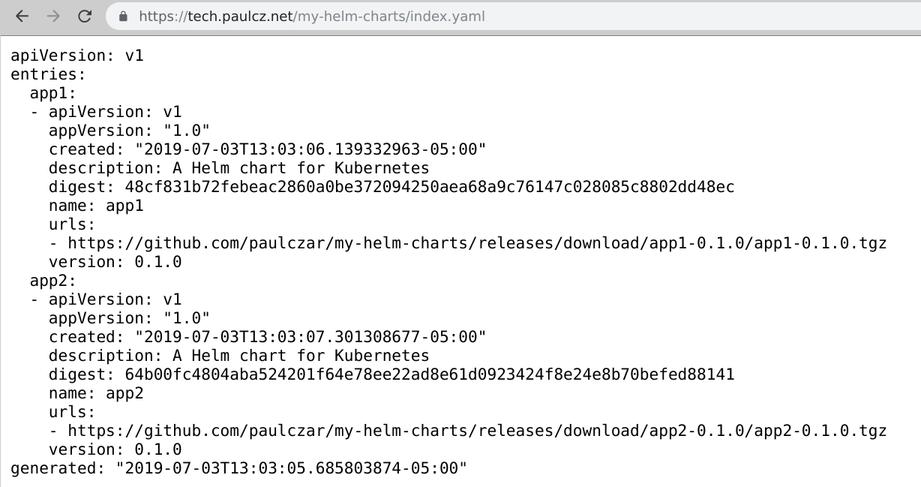 https://tech.paulcz.net/my-helm-charts/index.yaml
apiVersion: v1
entries:
  app1:
  - apiVersion: v1
    appVersion: "1.0"
    created: "2019-07-03T13:03:06.139332963-05:00"
    description: A Helm chart for Kubernetes
    digest: 48cf831b72febeac2860a0be372094250aea68a9c76147c028085c8802dd48ec
    name: app1
    urls:
    - https://github.com/paulczar/my-helm-charts/releases/download/app1-0.1.0/app1-0.1.0.tgz
    version: 0.1.0
  app2:
  - apiVersion: v1
    appVersion: "1.0"
    created: "2019-07-03T13:03:07.301308677-05:00"
    description: A Helm chart for Kubernetes
    digest: 64b00fc4804aba524201f64e78ee22ad8e61d0923424f8e24e8b70befed88141
    name: app2
    urls:
    - https://github.com/paulczar/my-helm-charts/releases/download/app2-0.1.0/app2-0.1.0.tgz
    version: 0.1.0
generated: "2019-07-03T13:03:05.685803874-05:00"